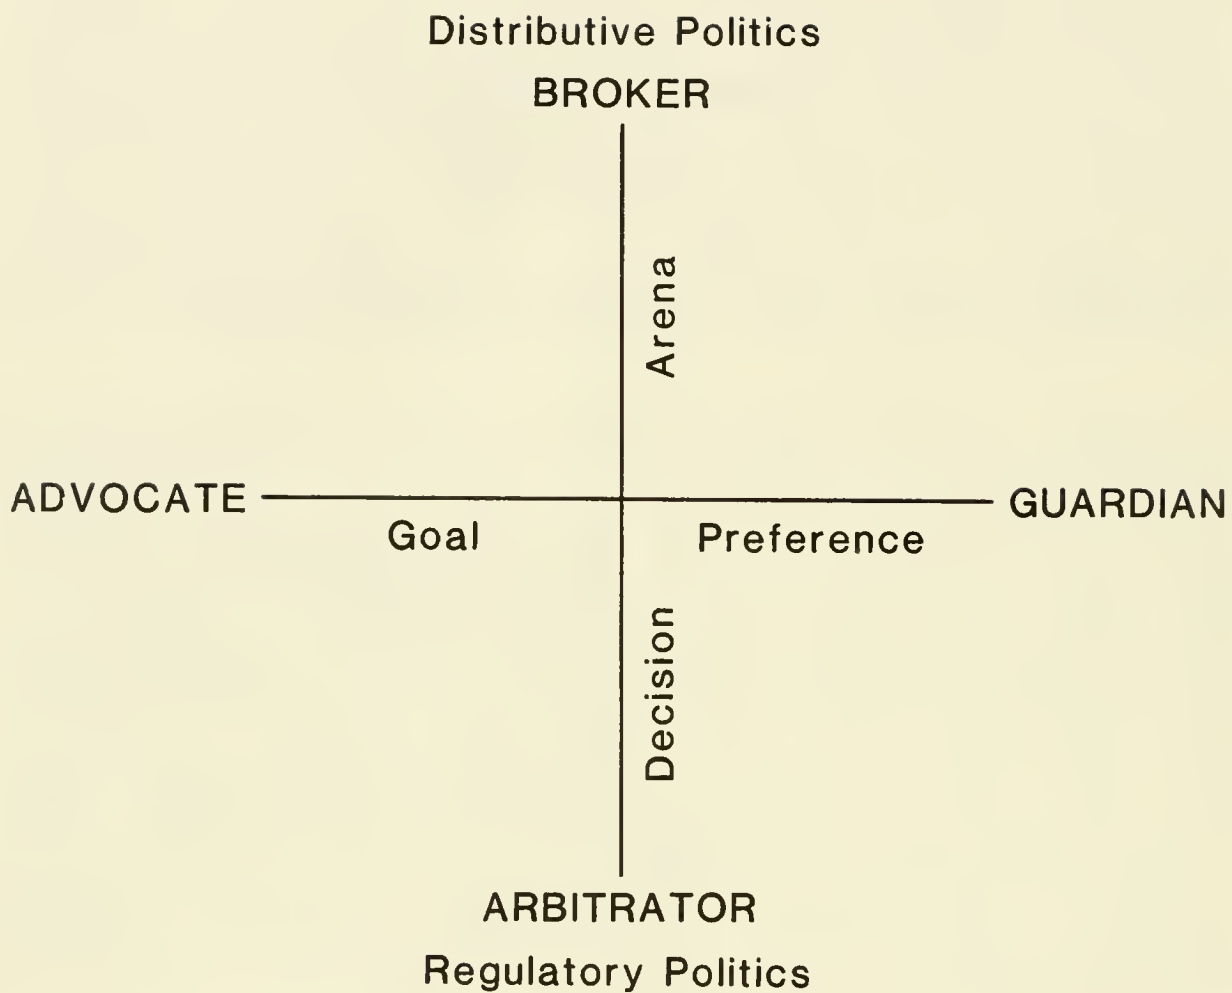 Distributive Politics
BROKER
Arena
ADVOCATE
GUARDIAN
Goal
Preference
Decision
ARBITRATOR
Regulatory Politics